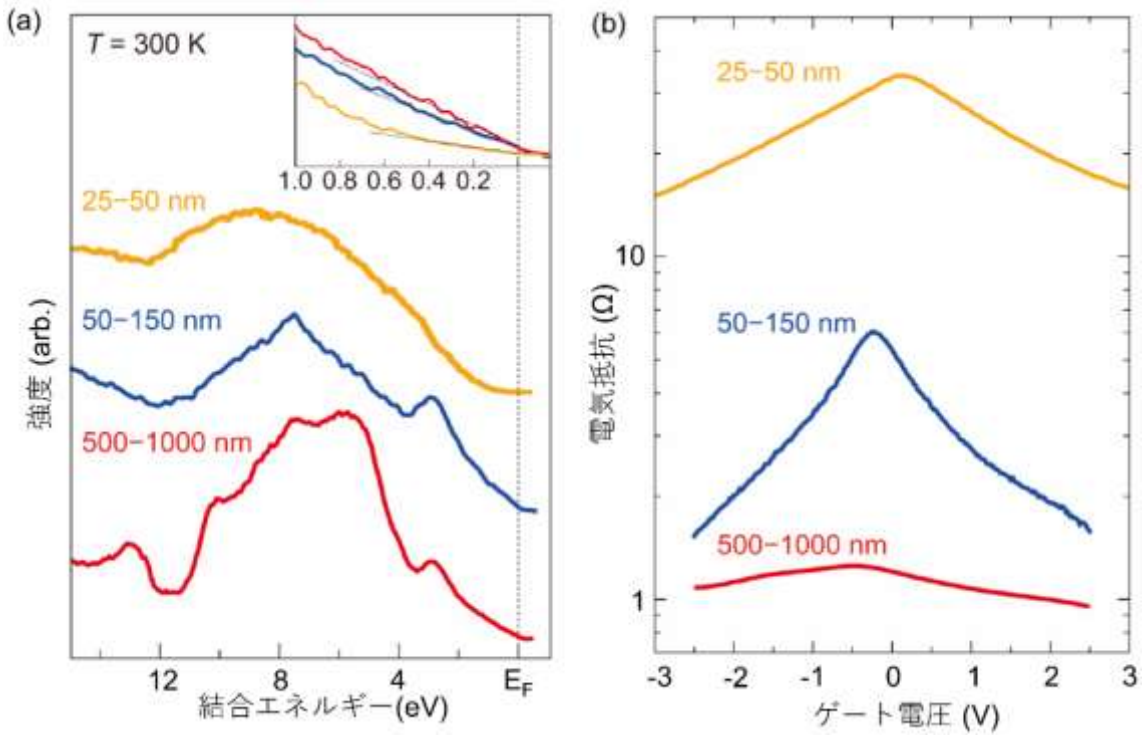 (a)
T = 300 K
1.0 0.8 0.6 0.4 0.2
25−50 nm
50−150 nm
500−1000 nm
強度 (arb.)
12 8 4 EF
結合エネルギー(eV)
(b)
25−50 nm
10
50−150 nm
500−1000 nm
1
電気抵抗 (Ω)
-3 -2 -1 0 1 2 3
ゲート電圧 (V)